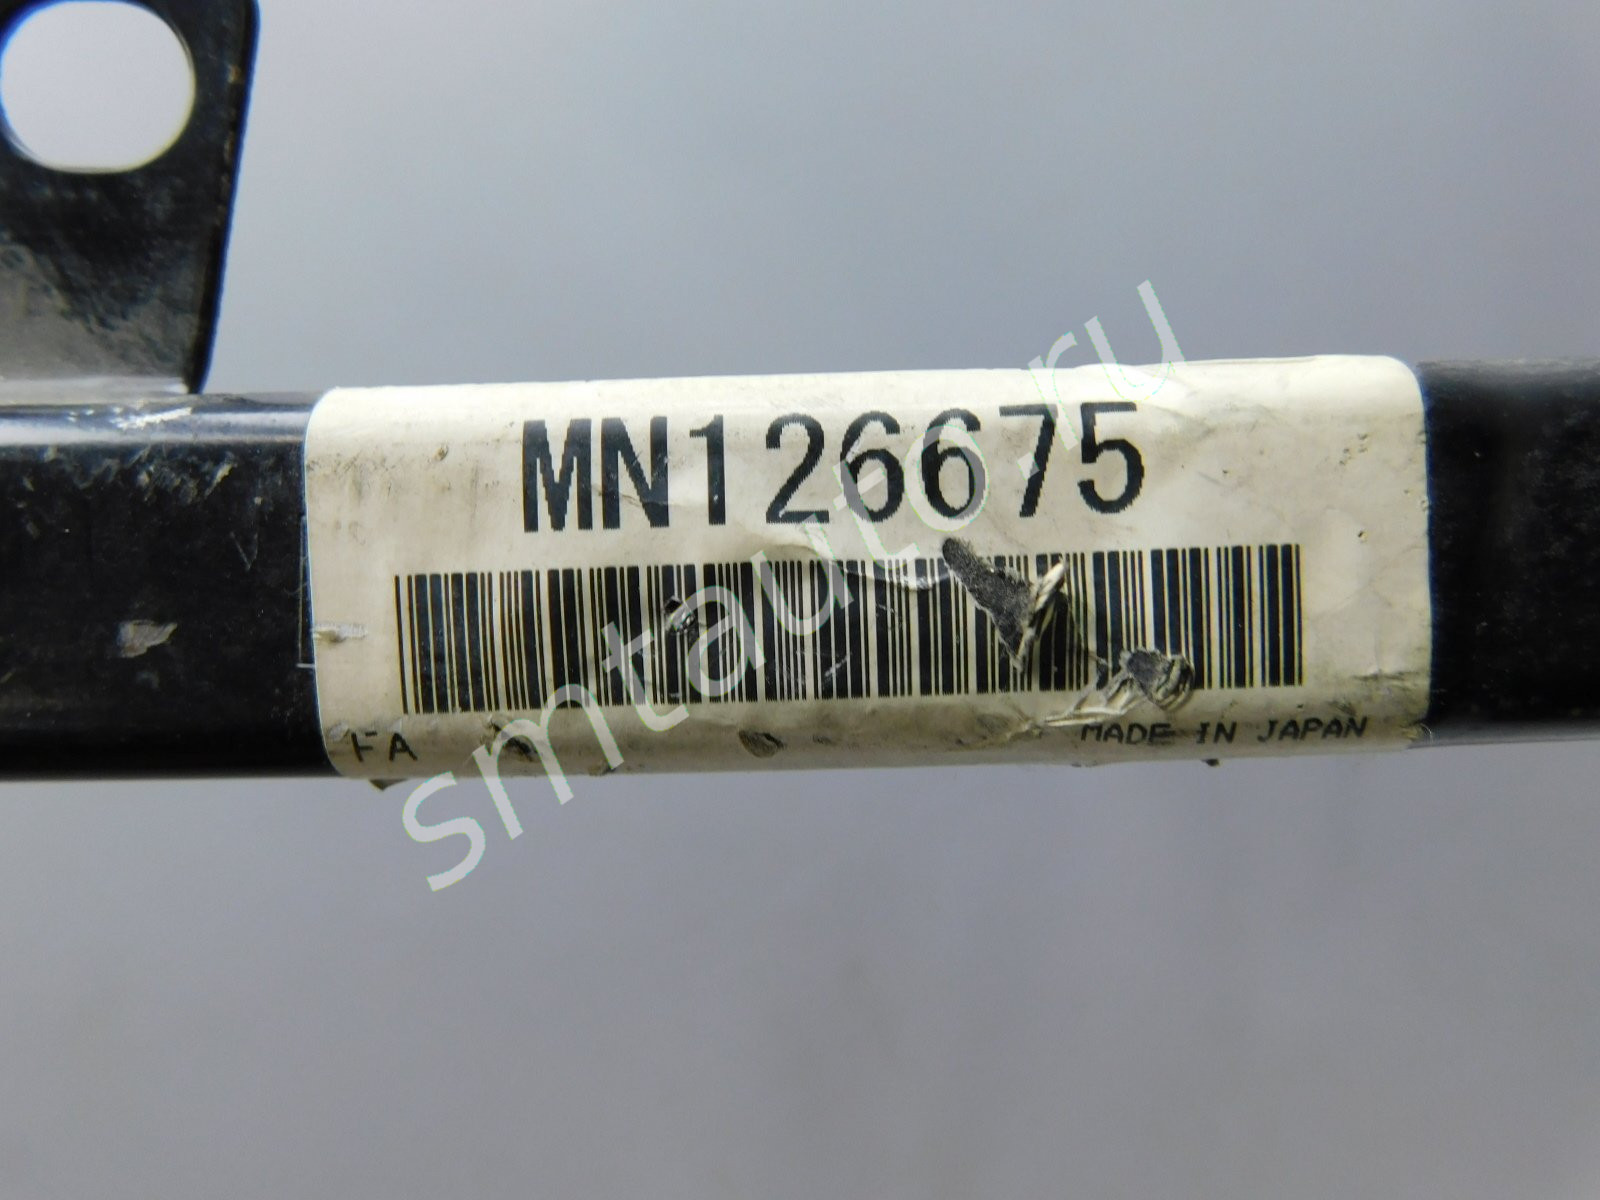 MN126675
FA
MADE IN JAPAN
smtauto.ru